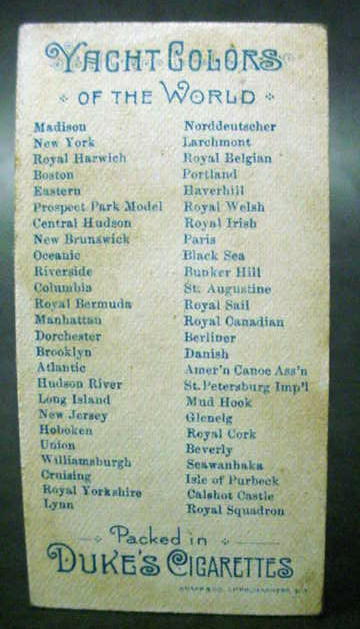 YACHT COLORS
OF THE WORLD
Madison
New York
Royal Harwich
Boston
Eastern
Prospect Park Model
Central Hudson
New Brunswick
Oceanic
Riverside
Columbia
Royal Bermuda
Manhattan
Dorchester
Brooklyn
Atlantic
Hudson River
Long Island
New Jersey
Hoboken
Union
Williamsburgh
Cruising
Royal Yorkshire
Lynn
Norddeutscher
Larchmont
Royal Belgian
Portland
Haverhill
Royal Welsh
Royal Irish
Paris
Black Sea
Bunker Hill
St. Augustine
Royal Sail
Royal Canadian
Berliner
Danish
Amer'n Canoe Ass'n
St. Petersburg Imp'l
Mud Hook
Glenelg
Royal Cork
Beverly
Seawanhaka
Isle of Purbeck
Calshot Castle
Royal Squadron
Packed in
DUKE'S CIGARETTES